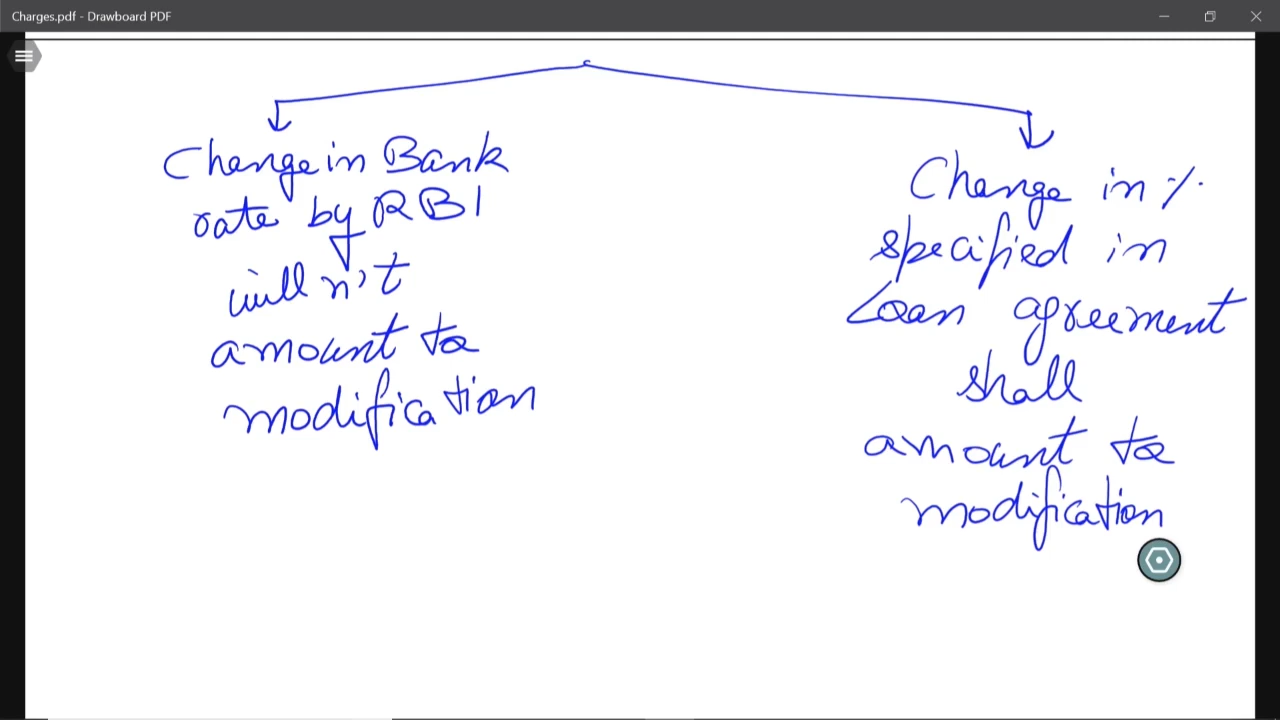 Charges.pdf - Drawboard PDF
Change in Bank
rate by RBI
will n't
amount to
modification
Change in %
specified in
Loan agreement
shall
amount to
modification